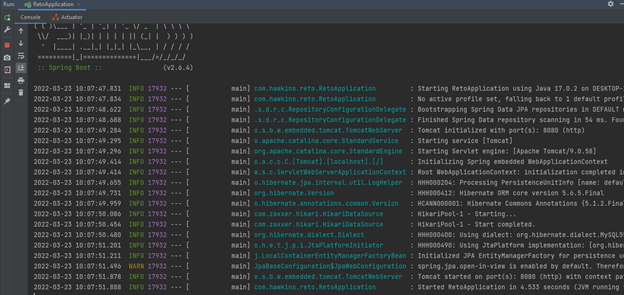 Run: RetoApplication ×
Console Actuator
:: Spring Boot :: (v2.6.4)
2022-03-23 10:07:47.831 INFO 17932 --- [ main] com.hawkins.reto.RetoApplication : Starting RetoApplication using Java 17.0.2 on DESKTOP-
2022-03-23 10:07:47.834 INFO 17932 --- [ main] com.hawkins.reto.RetoApplication : No active profile set, falling back to 1 default profil
2022-03-23 10:07:48.622 INFO 17932 --- [ main] .s.d.r.c.RepositoryConfigurationDelegate : Bootstrapping Spring Data JPA repositories in DEFAULT m
2022-03-23 10:07:48.688 INFO 17932 --- [ main] .s.d.r.c.RepositoryConfigurationDelegate : Finished Spring Data repository scanning in 54 ms. Fou
2022-03-23 10:07:49.284 INFO 17932 --- [ main] o.s.b.w.embedded.tomcat.TomcatWebServer : Tomcat initialized with port(s): 8080 (http)
2022-03-23 10:07:49.295 INFO 17932 --- [ main] o.apache.catalina.core.StandardService : Starting service [Tomcat]
2022-03-23 10:07:49.296 INFO 17932 --- [ main] org.apache.catalina.core.StandardEngine : Starting Servlet engine: [Apache Tomcat/9.0.58]
2022-03-23 10:07:49.414 INFO 17932 --- [ main] o.a.c.c.C.[Tomcat].[localhost].[/] : Initializing Spring embedded WebApplicationContext
2022-03-23 10:07:49.414 INFO 17932 --- [ main] w.s.c.ServletWebServerApplicationContext : Root WebApplicationContext: initialization completed i
2022-03-23 10:07:49.655 INFO 17932 --- [ main] o.hibernate.jpa.internal.util.LogHelper : HHH000204: Processing PersistenceUnitInfo [name: defau
2022-03-23 10:07:49.731 INFO 17932 --- [ main] org.hibernate.Version : HHH000412: Hibernate ORM core version 5.6.5.Final
2022-03-23 10:07:49.959 INFO 17932 --- [ main] o.hibernate.annotations.common.Version : HCANN000001: Hibernate Commons Annotations {5.1.2.Final
2022-03-23 10:07:50.086 INFO 17932 --- [ main] com.zaxxer.hikari.HikariDataSource : HikariPool-1 - Starting...
2022-03-23 10:07:50.454 INFO 17932 --- [ main] com.zaxxer.hikari.HikariDataSource : HikariPool-1 - Start completed.
2022-03-23 10:07:50.480 INFO 17932 --- [ main] org.hibernate.dialect.Dialect : HHH000400: Using dialect: org.hibernate.dialect.MySQL55
2022-03-23 10:07:51.201 INFO 17932 --- [ main] o.h.e.t.j.p.i.JtaPlatformInitiator : HHH000490: Using JtaPlatform implementation: [org.hiber
2022-03-23 10:07:51.211 INFO 17932 --- [ main] j.LocalContainerEntityManagerFactoryBean : Initialized JPA EntityManagerFactory for persistence u
2022-03-23 10:07:51.496 WARN 17932 --- [ main] JpaBaseConfiguration$JpaWebConfiguration : spring.jpa.open-in-view is enabled by default. Therefor
2022-03-23 10:07:51.878 INFO 17932 --- [ main] o.s.b.w.embedded.tomcat.TomcatWebServer : Tomcat started on port(s): 8080 (http) with context pa
2022-03-23 10:07:51.888 INFO 17932 --- [ main] com.hawkins.reto.RetoApplication : Started RetoApplication in 4.533 seconds (JVM running